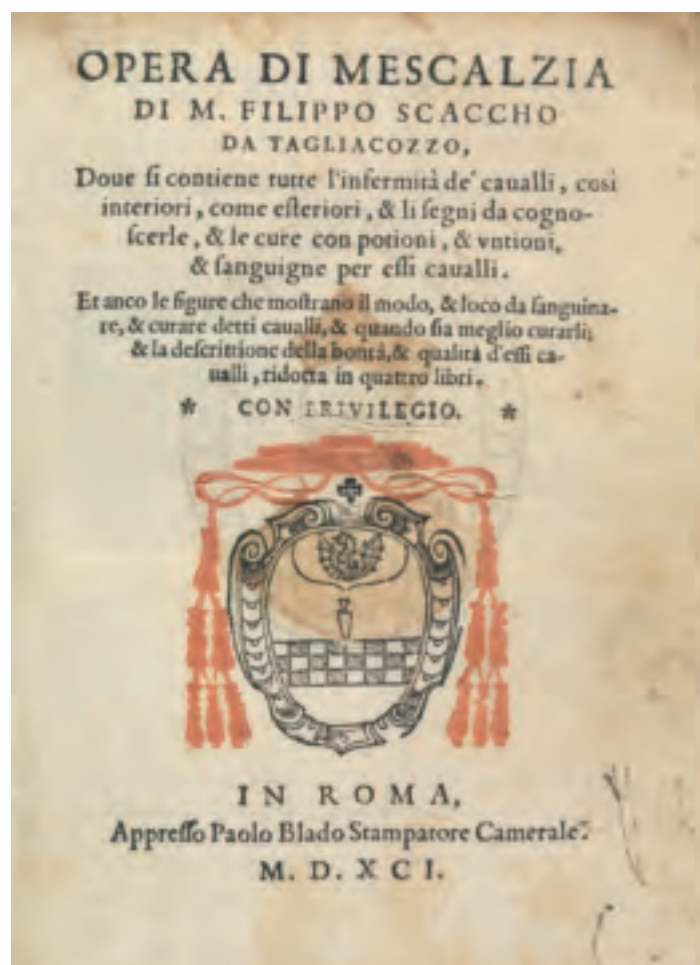 OPERA DI MESCALZIA
DI M. FILIPPO SCACCHO
DA TAGLIACOZZO,
Doue ſi contiene tutte l'infermità de' caualli, così
interiori, come eſteriori, & li ſegni da cogno-
ſcerle, & le cure con potioni, & vntioni,
& ſanguigne per eſſi caualli.
Et anco le figure che moſtrano il modo, & loco da ſanguina-
re, & curare detti caualli, & quando ſia meglio curarli;
& la deſcrittione della bontà, & qualità d'eſſi ca-
ualli, ridotta in quattro libri.
* CON PRIVILEGIO. *
IN ROMA,
Appreſſo Paolo Blado Stampatore Camerale.
M. D. XCI.